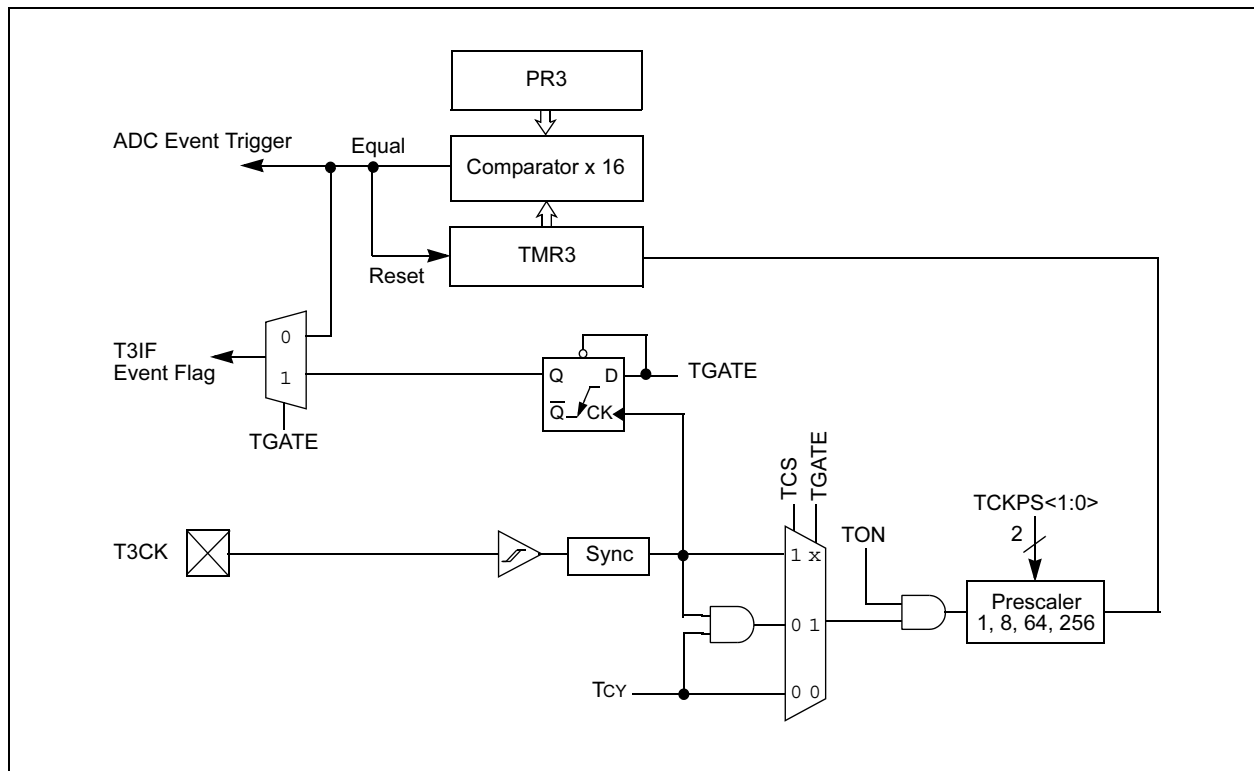 PR3
ADC Event Trigger
Equal
Comparator x 16
TMR3
Reset
0
T3IF
Event Flag
1
Q D
TGATE
Q CK
TGATE
TCS
TGATE
TCKPS<1:0>
2
TON
T3CK
Sync
1 x
Prescaler
1, 8, 64, 256
0 1
TCY
0 0